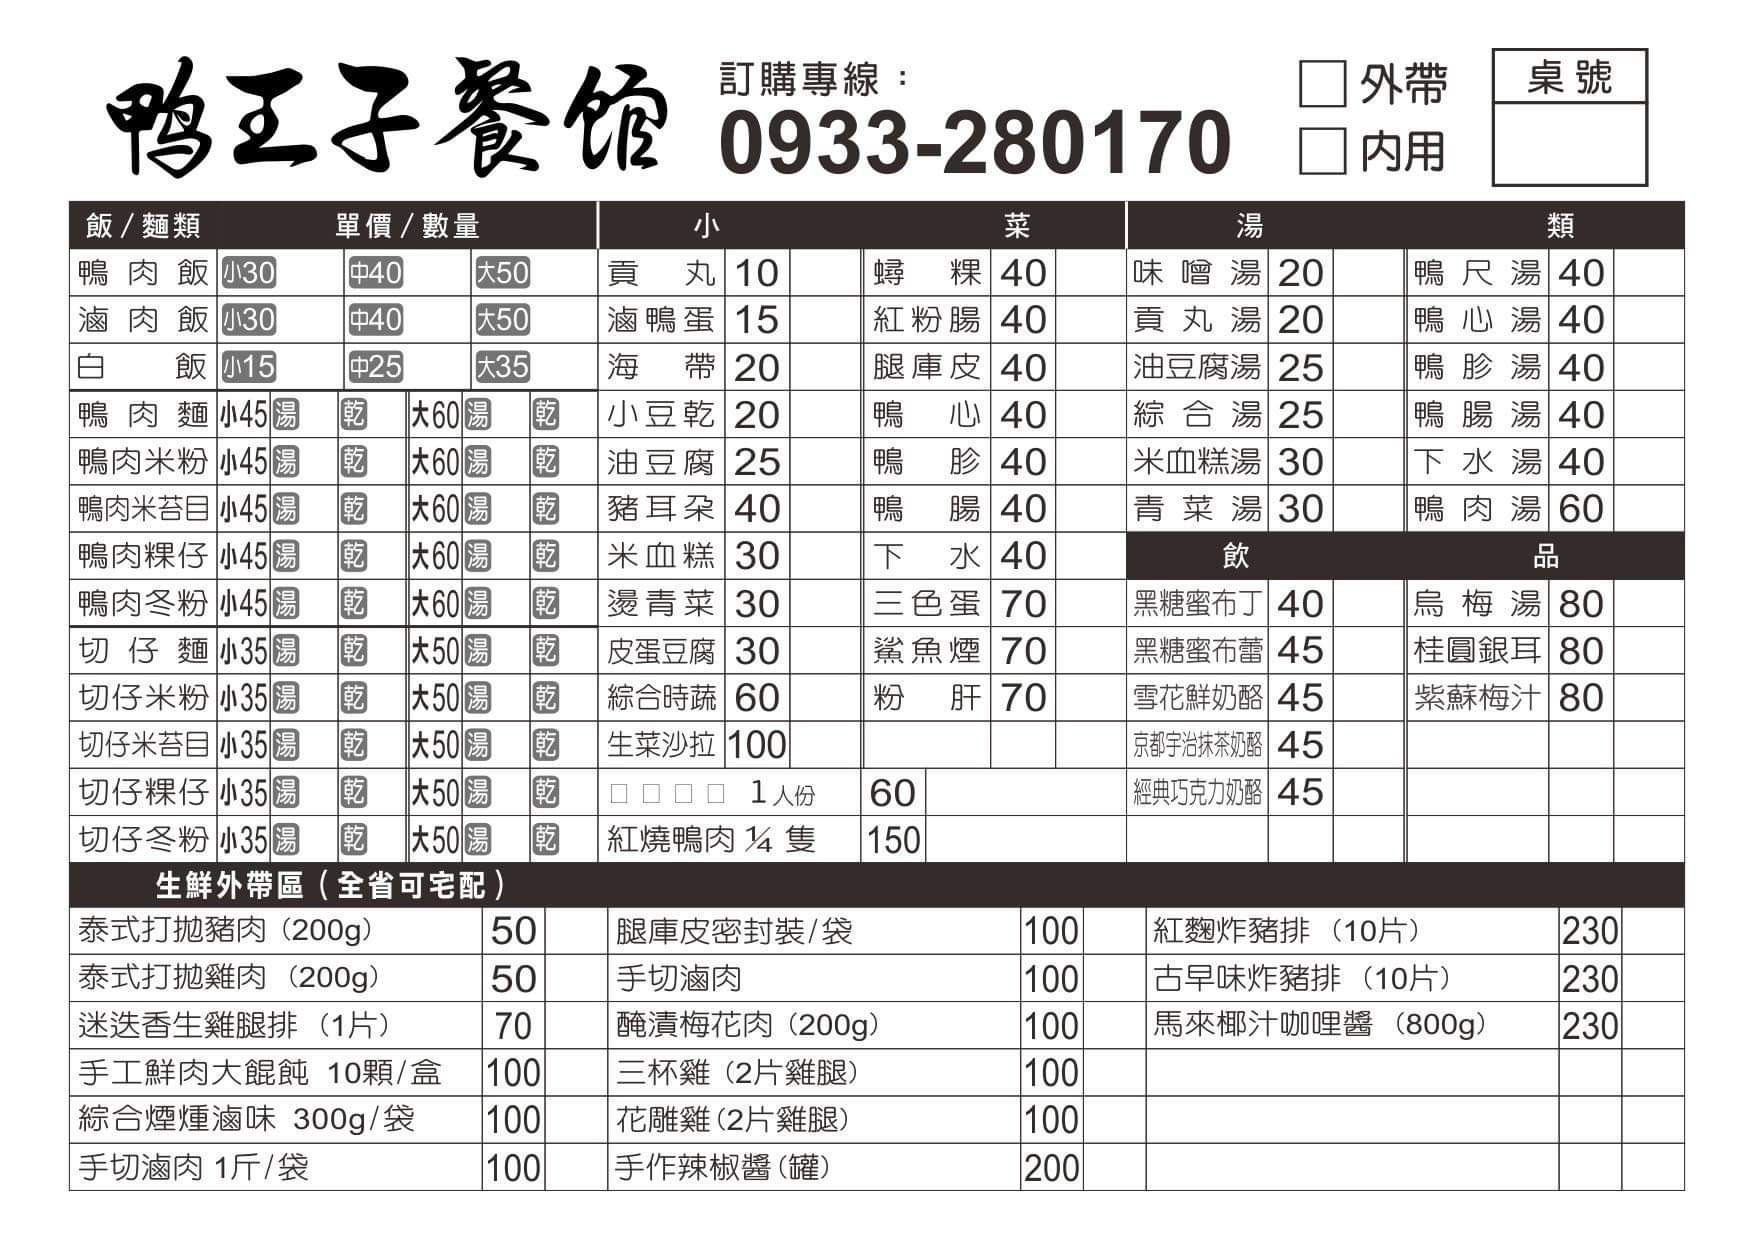 鴨王子餐館
訂購專線：
0933-280170
□外帶
□內用
桌號
飯/麵類 單價/數量 小菜 湯類
鴨肉飯 小30 中40 大50 貢丸 10 蟳粿 40 味噌湯 20 鴨尺湯 40
滷肉飯 小30 中40 大50 滷鴨蛋 15 紅粉腸 40 貢丸湯 20 鴨心湯 40
白飯 小15 中25 大35 海帶 20 腿庫皮 40 油豆腐湯 25 鴨胗湯 40
鴨肉麵 小45 湯 乾 大60 湯 乾 小豆乾 20 鴨心 40 綜合湯 25 鴨腸湯 40
鴨肉米粉 小45 湯 乾 大60 湯 乾 油豆腐 25 鴨胗 40 米血糕湯 30 下水湯 40
鴨肉米苔目 小45 湯 乾 大60 湯 乾 豬耳朵 40 鴨腸 40 青菜湯 30 鴨肉湯 60
鴨肉粿仔 小45 湯 乾 大60 湯 乾 米血糕 30 下水 40 飲品
鴨肉冬粉 小45 湯 乾 大60 湯 乾 燙青菜 30 三色蛋 70 黑糖蜜布丁 40 烏梅湯 80
切仔麵 小35 湯 乾 大50 湯 乾 皮蛋豆腐 30 鯊魚煙 70 黑糖蜜布蕾 45 桂圓銀耳 80
切仔米粉 小35 湯 乾 大50 湯 乾 綜合時蔬 60 粉肝 70 雪花鮮奶酪 45 紫蘇梅汁 80
切仔米苔目 小35 湯 乾 大50 湯 乾 生菜沙拉 100 京都宇治抹茶奶酪 45
切仔粿仔 小35 湯 乾 大50 湯 乾 □□□□ 1人份 60 經典巧克力奶酪 45
切仔冬粉 小35 湯 乾 大50 湯 乾 紅燒鴨肉 ¼ 隻 150
生鮮外帶區（全省可宅配）
泰式打拋豬肉（200g） 50 腿庫皮密封裝/袋 100 紅麴炸豬排（10片） 230
泰式打拋雞肉（200g） 50 手切滷肉 100 古早味炸豬排（10片） 230
迷迭香生雞腿排（1片） 70 醃漬梅花肉（200g） 100 馬來椰汁咖哩醬（800g） 230
手工鮮肉大餛飩 10顆/盒 100 三杯雞（2片雞腿） 100
綜合煙燻滷味 300g/袋 100 花雕雞（2片雞腿） 100
手切滷肉 1斤/袋 100 手作辣椒醬（罐） 200